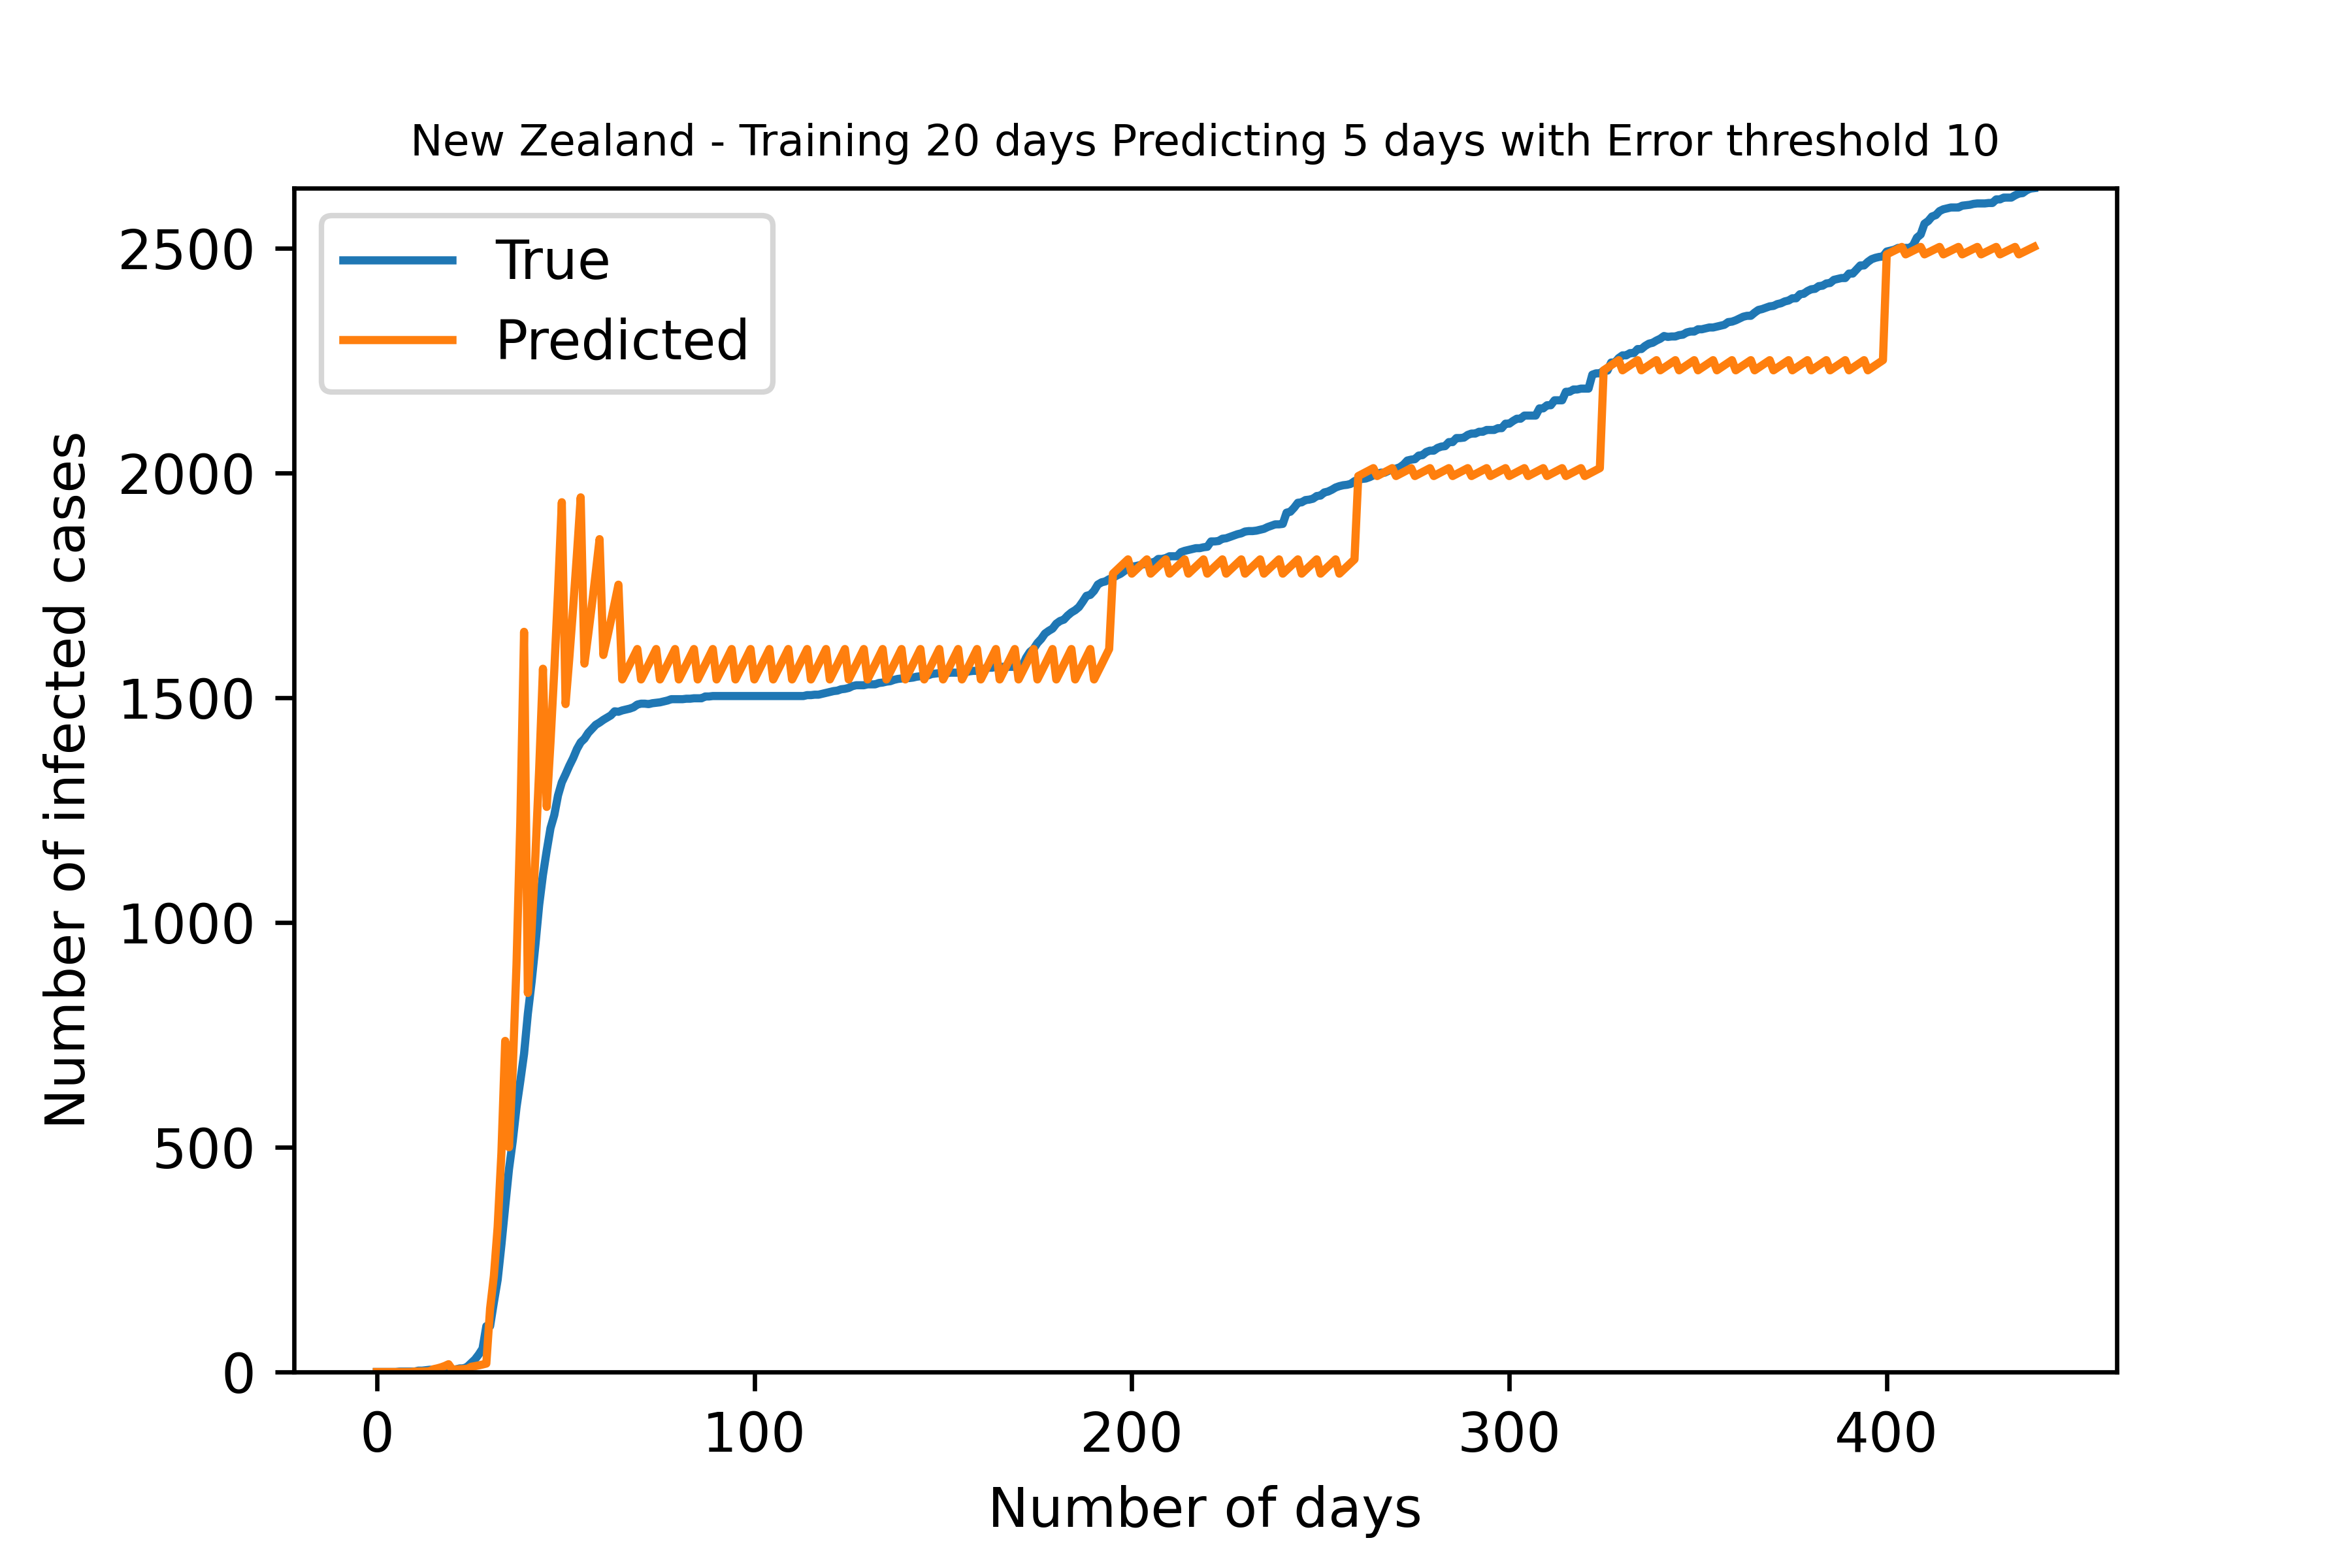 New Zealand - Training 20 days Predicting 5 days with Error threshold 10
True
Predicted
Number of infected cases
2500
2000
1500
1000
500
0
0 100 200 300 400
Number of days